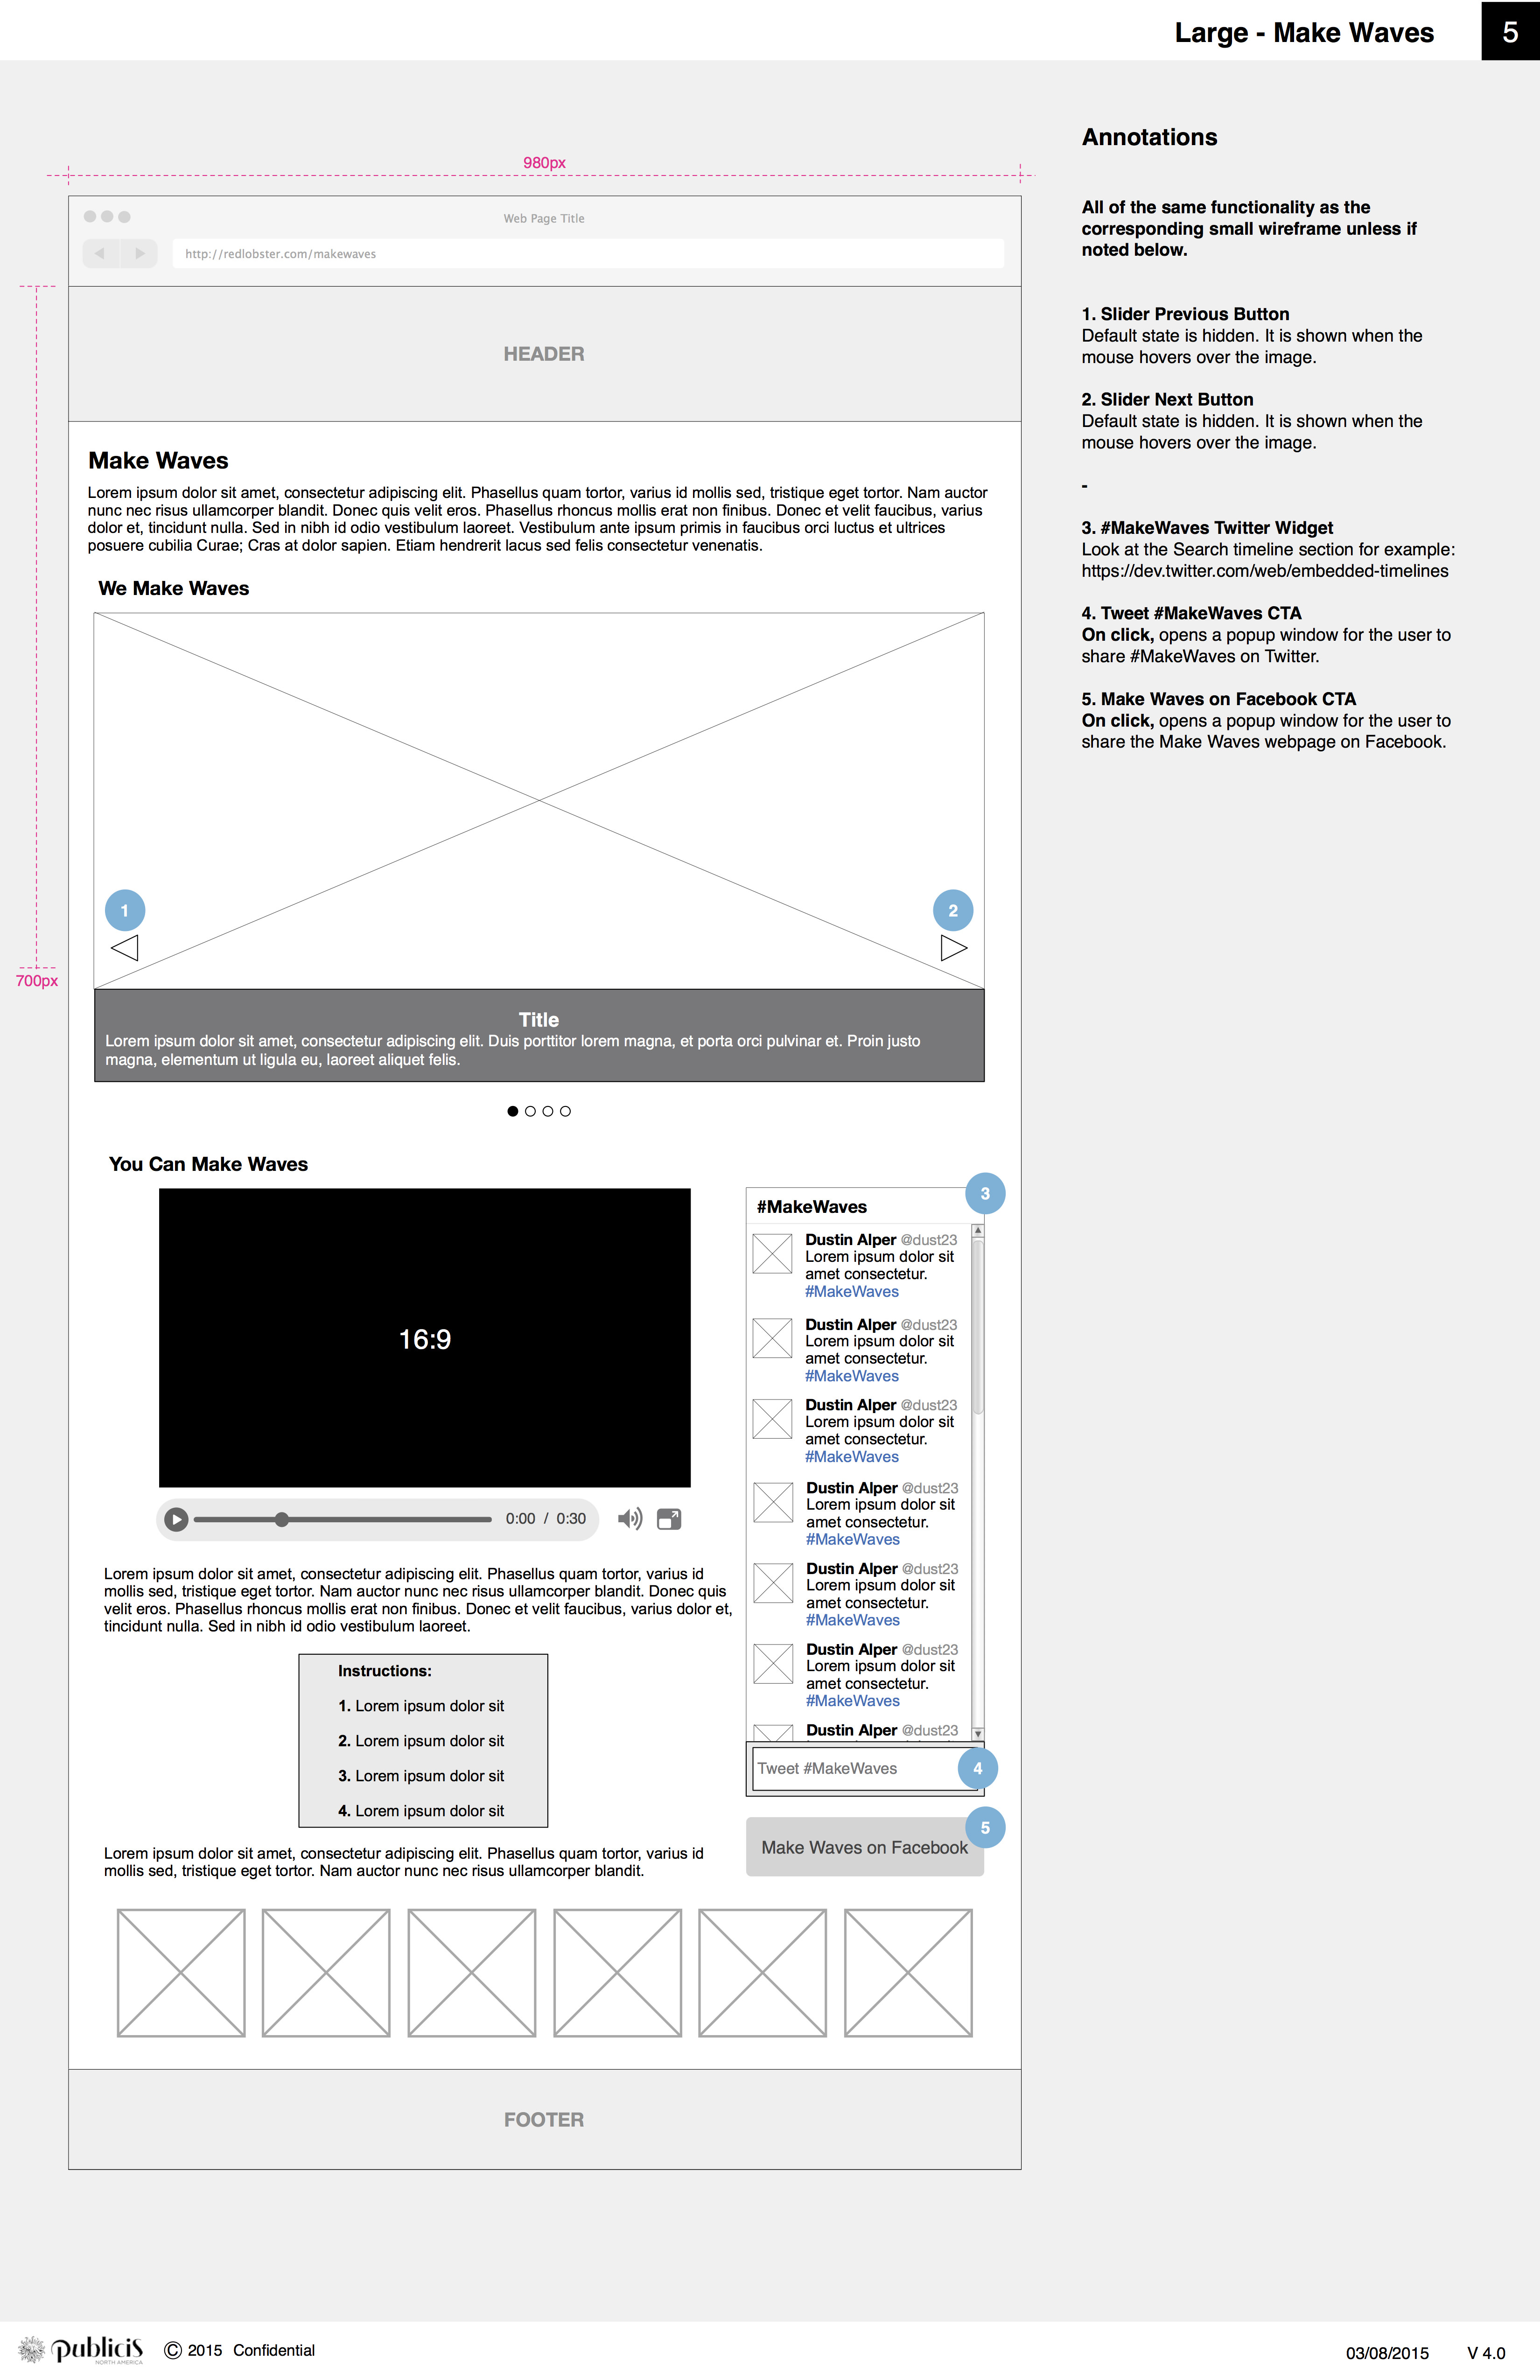 Large - Make Waves
5
980px
700px
Web Page Title
http://redlobster.com/makewaves
HEADER
Make Waves
Lorem ipsum dolor sit amet, consectetur adipiscing elit. Phasellus quam tortor, varius id mollis sed, tristique eget tortor. Nam auctor
nunc nec risus ullamcorper blandit. Donec quis velit eros. Phasellus rhoncus mollis erat non finibus. Donec et velit faucibus, varius
dolor et, tincidunt nulla. Sed in nibh id odio vestibulum laoreet. Vestibulum ante ipsum primis in faucibus orci luctus et ultrices
posuere cubilia Curae; Cras at dolor sapien. Etiam hendrerit lacus sed felis consectetur venenatis.
We Make Waves
1
2
Title
Lorem ipsum dolor sit amet, consectetur adipiscing elit. Duis porttitor lorem magna, et porta orci pulvinar et. Proin justo
magna, elementum ut ligula eu, laoreet aliquet felis.
You Can Make Waves
16:9
0:00 / 0:30
Lorem ipsum dolor sit amet, consectetur adipiscing elit. Phasellus quam tortor, varius id
mollis sed, tristique eget tortor. Nam auctor nunc nec risus ullamcorper blandit. Donec quis
velit eros. Phasellus rhoncus mollis erat non finibus. Donec et velit faucibus, varius dolor et,
tincidunt nulla. Sed in nibh id odio vestibulum laoreet.
Instructions:
1. Lorem ipsum dolor sit
2. Lorem ipsum dolor sit
3. Lorem ipsum dolor sit
4. Lorem ipsum dolor sit
Lorem ipsum dolor sit amet, consectetur adipiscing elit. Phasellus quam tortor, varius id
mollis sed, tristique eget tortor. Nam auctor nunc nec risus ullamcorper blandit.
#MakeWaves
3
Dustin Alper @dust23
Lorem ipsum dolor sit
amet consectetur.
#MakeWaves
Dustin Alper @dust23
Lorem ipsum dolor sit
amet consectetur.
#MakeWaves
Dustin Alper @dust23
Lorem ipsum dolor sit
amet consectetur.
#MakeWaves
Dustin Alper @dust23
Lorem ipsum dolor sit
amet consectetur.
#MakeWaves
Dustin Alper @dust23
Lorem ipsum dolor sit
amet consectetur.
#MakeWaves
Dustin Alper @dust23
Lorem ipsum dolor sit
amet consectetur.
#MakeWaves
Dustin Alper @dust23
Tweet #MakeWaves
4
Make Waves on Facebook
5
FOOTER
Annotations
All of the same functionality as the
corresponding small wireframe unless if
noted below.
1. Slider Previous Button
Default state is hidden. It is shown when the
mouse hovers over the image.
2. Slider Next Button
Default state is hidden. It is shown when the
mouse hovers over the image.
-
3. #MakeWaves Twitter Widget
Look at the Search timeline section for example:
https://dev.twitter.com/web/embedded-timelines
4. Tweet #MakeWaves CTA
On click, opens a popup window for the user to
share #MakeWaves on Twitter.
5. Make Waves on Facebook CTA
On click, opens a popup window for the user to
share the Make Waves webpage on Facebook.
publicis
NORTH AMERICA
© 2015 Confidential
03/08/2015
V 4.0